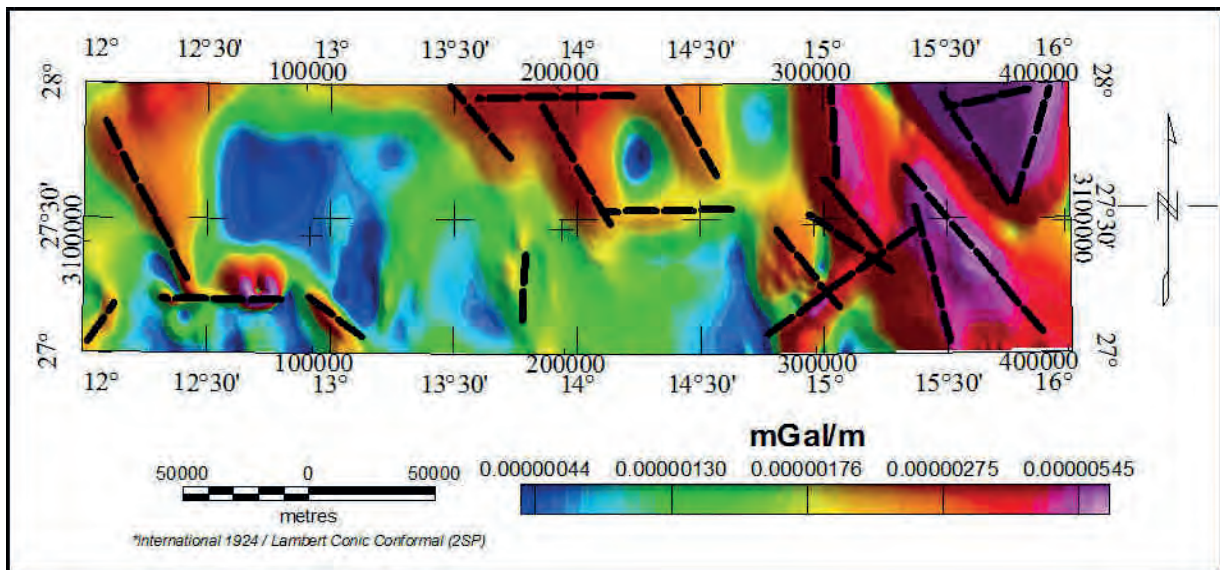 12° 12°30' 13° 13°30' 14° 14°30' 15° 15°30' 16°
100000 200000 300000 400000
28° 28°
27°30' 27°30'
3100000 3100000
N
27° 27°
100000 200000 300000 400000
12° 12°30' 13° 13°30' 14° 14°30' 15° 15°30' 16°
mGal/m
50000 0 50000
0.00000044 0.00000130 0.00000176 0.00000275 0.00000545
metres
*International 1924 / Lambert Conic Conformal (2SP)